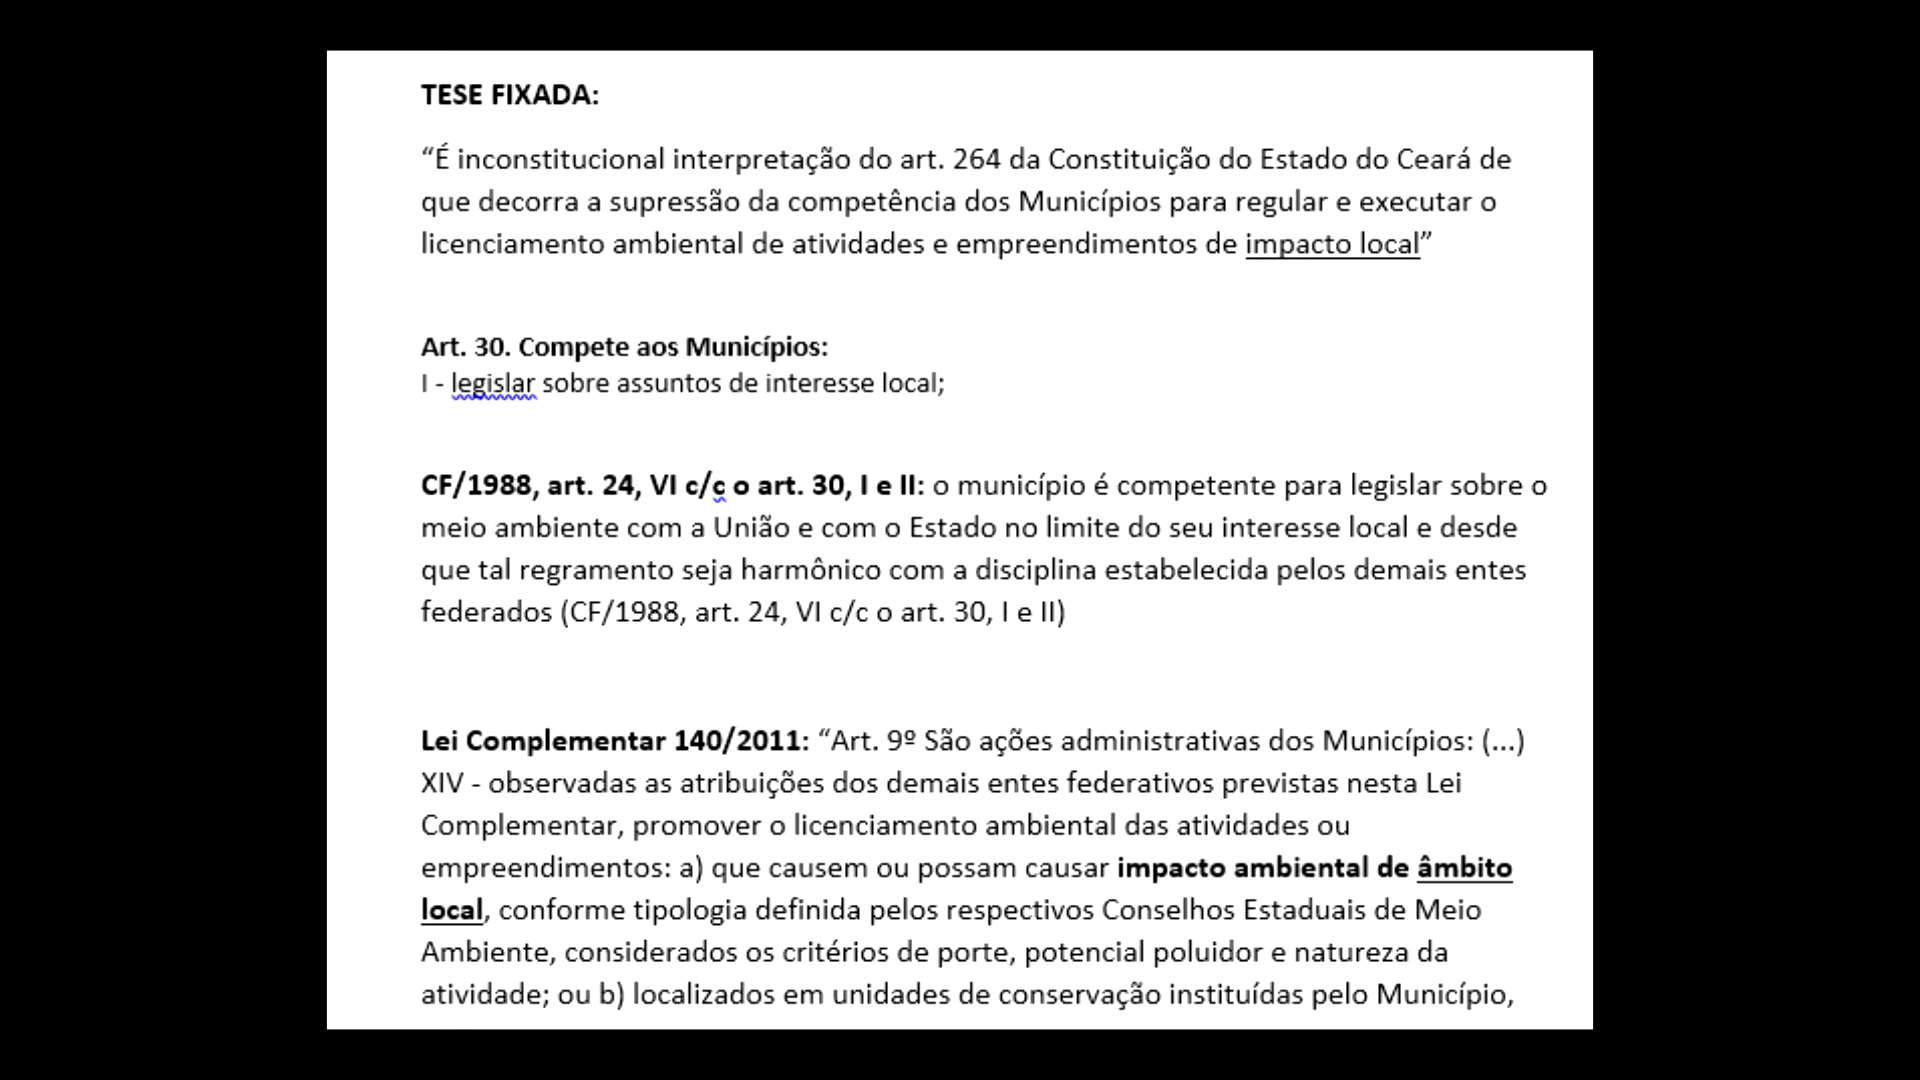 TESE FIXADA:
“É inconstitucional interpretação do art. 264 da Constituição do Estado do Ceará de
que decorra a supressão da competência dos Municípios para regular e executar o
licenciamento ambiental de atividades e empreendimentos de impacto local”
Art. 30. Compete aos Municípios:
I - legislar sobre assuntos de interesse local;
CF/1988, art. 24, VI c/c o art. 30, I e II: o município é competente para legislar sobre o
meio ambiente com a União e com o Estado no limite do seu interesse local e desde
que tal regramento seja harmônico com a disciplina estabelecida pelos demais entes
federados (CF/1988, art. 24, VI c/c o art. 30, I e II)
Lei Complementar 140/2011: “Art. 9º São ações administrativas dos Municípios: (...)
XIV - observadas as atribuições dos demais entes federativos previstas nesta Lei
Complementar, promover o licenciamento ambiental das atividades ou
empreendimentos: a) que causem ou possam causar impacto ambiental de âmbito
local, conforme tipologia definida pelos respectivos Conselhos Estaduais de Meio
Ambiente, considerados os critérios de porte, potencial poluidor e natureza da
atividade; ou b) localizados em unidades de conservação instituídas pelo Município,